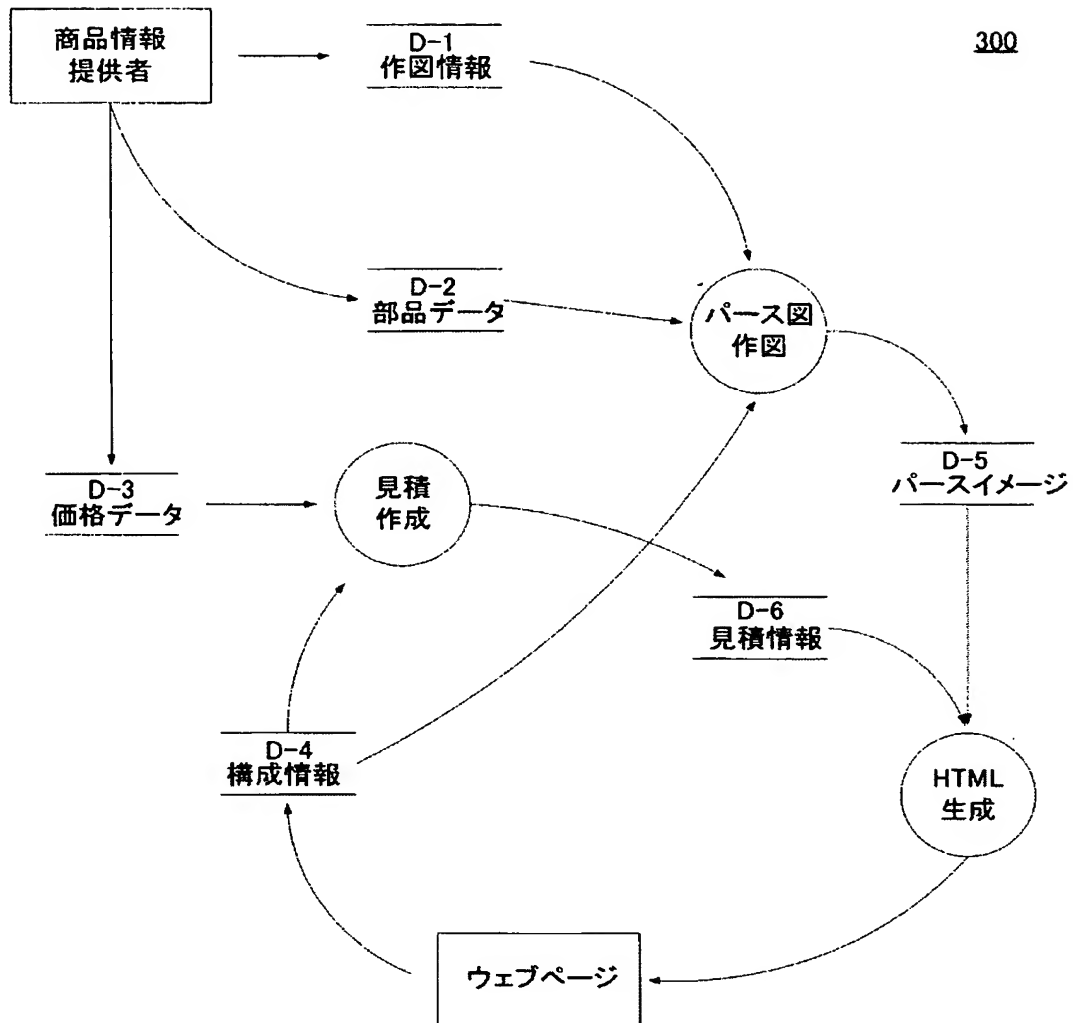 商品情報
提供者
D-1
作図情報
300
D-2
部品データ
パース図
作図
D-3
価格データ
見積
作成
D-5
パースイメージ
D-6
見積情報
D-4
構成情報
HTML
生成
ウェブページ